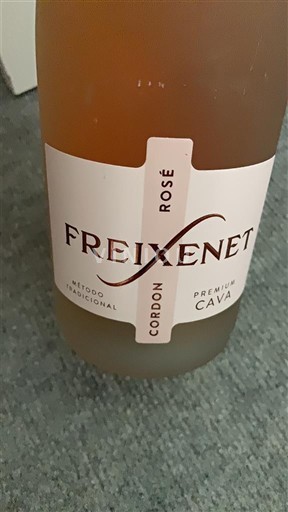 FREIXENET
CORDON ROSÉ
MÉTODO
TRADICIONAL
PREMIUM
CAVA